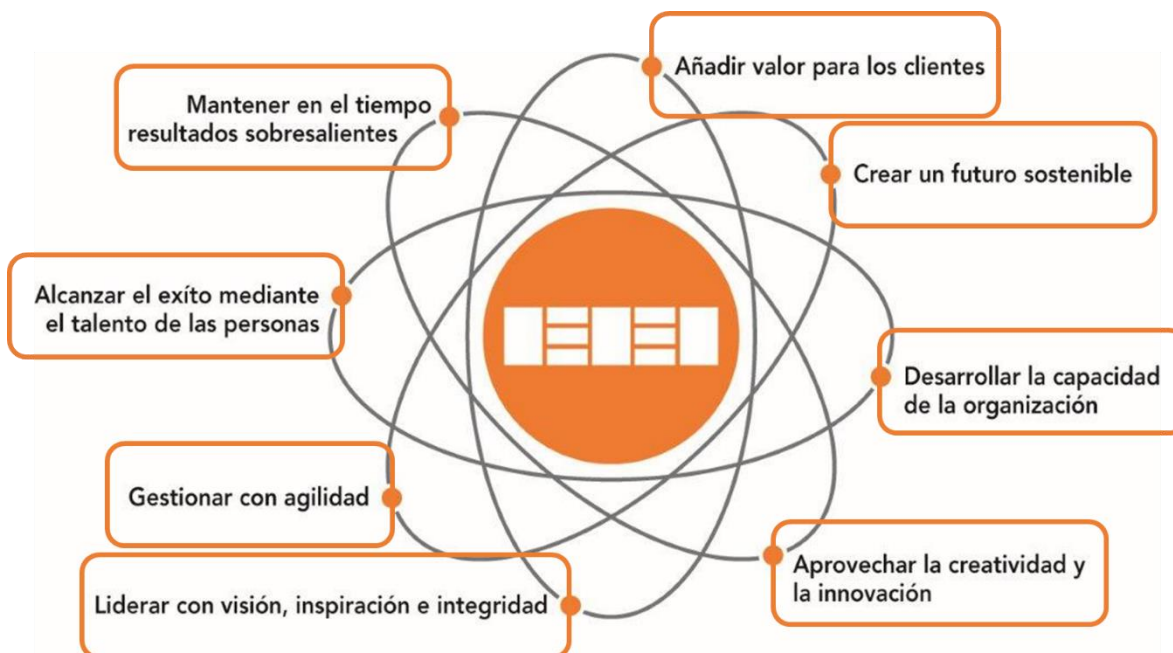 Añadir valor para los clientes
Crear un futuro sostenible
Desarrollar la capacidad
de la organización
Aprovechar la creatividad y
la innovación
Liderar con visión, inspiración e integridad
Gestionar con agilidad
Alcanzar el exíto mediante
el talento de las personas
Mantener en el tiempo
resultados sobresalientes